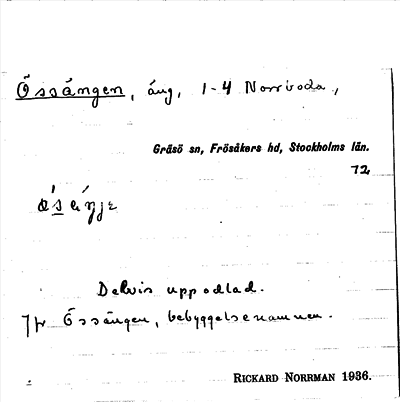 Össängen, äng, 1-4 Norrboda,
Gräsö sn, Frösåkers hd, Stockholms län.
72
Delvis uppodlad.
Jfr Össängen, bebyggelsenamnen.
RICKARD NORRMAN 1936.